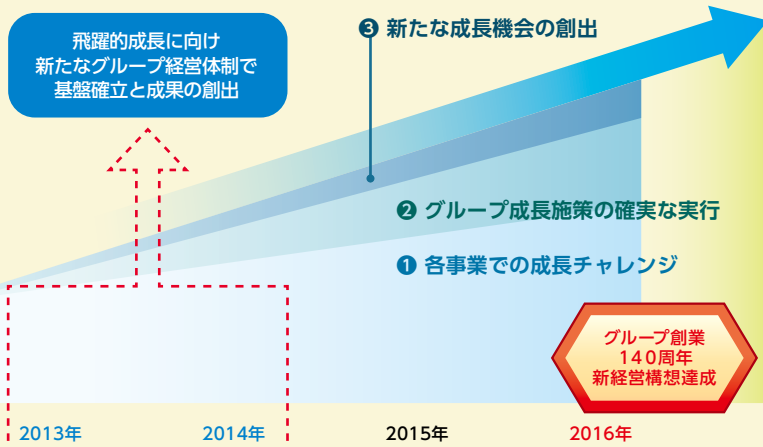 飛躍的成長に向け
新たなグループ経営体制で
基盤確立と成果の創出
❸ 新たな成長機会の創出
❷ グループ成長施策の確実な実行
❶ 各事業での成長チャレンジ
グループ創業
140周年
新経営構想達成
2013年 2014年 2015年 2016年